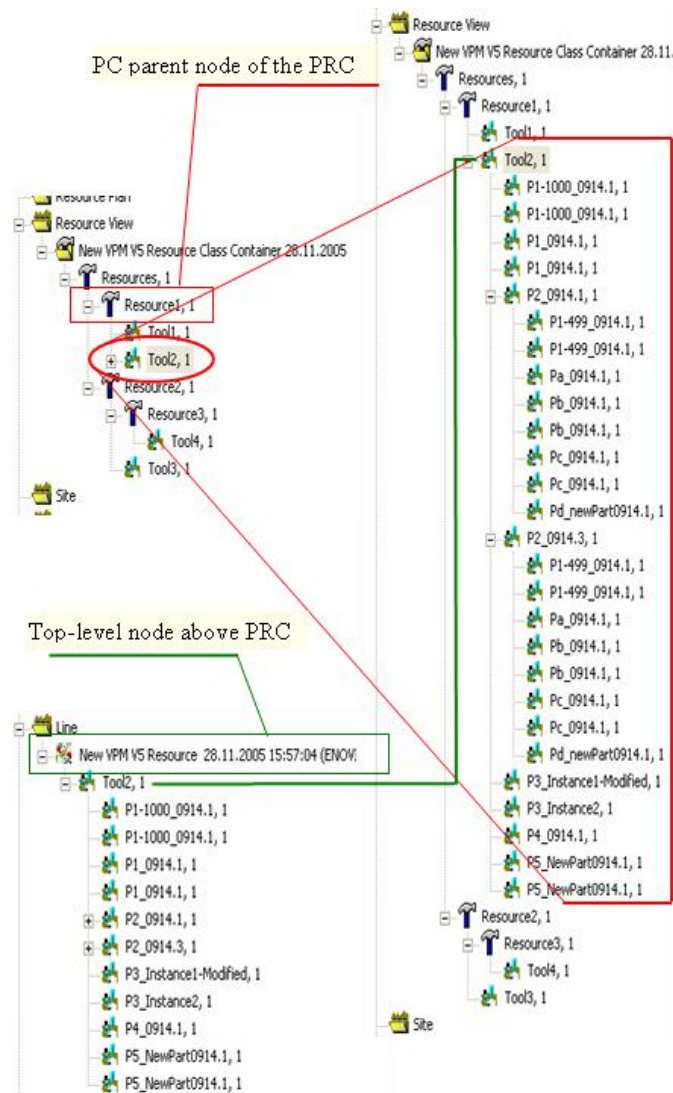 PC parent node of the PRC
Resource Plan
Resource View
New VPM V5 Resource Class Container 28.11.2005
Resources, 1
Resource1, 1
Tool1, 1
Tool2, 1
Resource2, 1
Resource3, 1
Tool4, 1
Tool3, 1
Site
Top-level node above PRC
Line
New VPM V5 Resource 28.11.2005 15:57:04 (ENOVI
Tool2, 1
P1-1000_0914.1, 1
P1-1000_0914.1, 1
P1_0914.1, 1
P1_0914.1, 1
P2_0914.1, 1
P2_0914.3, 1
P3_Instance1-Modified, 1
P3_Instance2, 1
P4_0914.1, 1
P5_NewPart0914.1, 1
P5_NewPart0914.1, 1
Resource View
New VPM V5 Resource Class Container 28.11.
Resources, 1
Resource1, 1
Tool1, 1
Tool2, 1
P1-1000_0914.1, 1
P1-1000_0914.1, 1
P1_0914.1, 1
P1_0914.1, 1
P2_0914.1, 1
P1-499_0914.1, 1
P1-499_0914.1, 1
Pa_0914.1, 1
Pb_0914.1, 1
Pb_0914.1, 1
Pc_0914.1, 1
Pc_0914.1, 1
Pd_newPart0914.1, 1
P2_0914.3, 1
P1-499_0914.1, 1
P1-499_0914.1, 1
Pa_0914.1, 1
Pb_0914.1, 1
Pb_0914.1, 1
Pc_0914.1, 1
Pc_0914.1, 1
Pd_newPart0914.1, 1
P3_Instance1-Modified, 1
P3_Instance2, 1
P4_0914.1, 1
P5_NewPart0914.1, 1
P5_NewPart0914.1, 1
Resource2, 1
Resource3, 1
Tool4, 1
Tool3, 1
Site